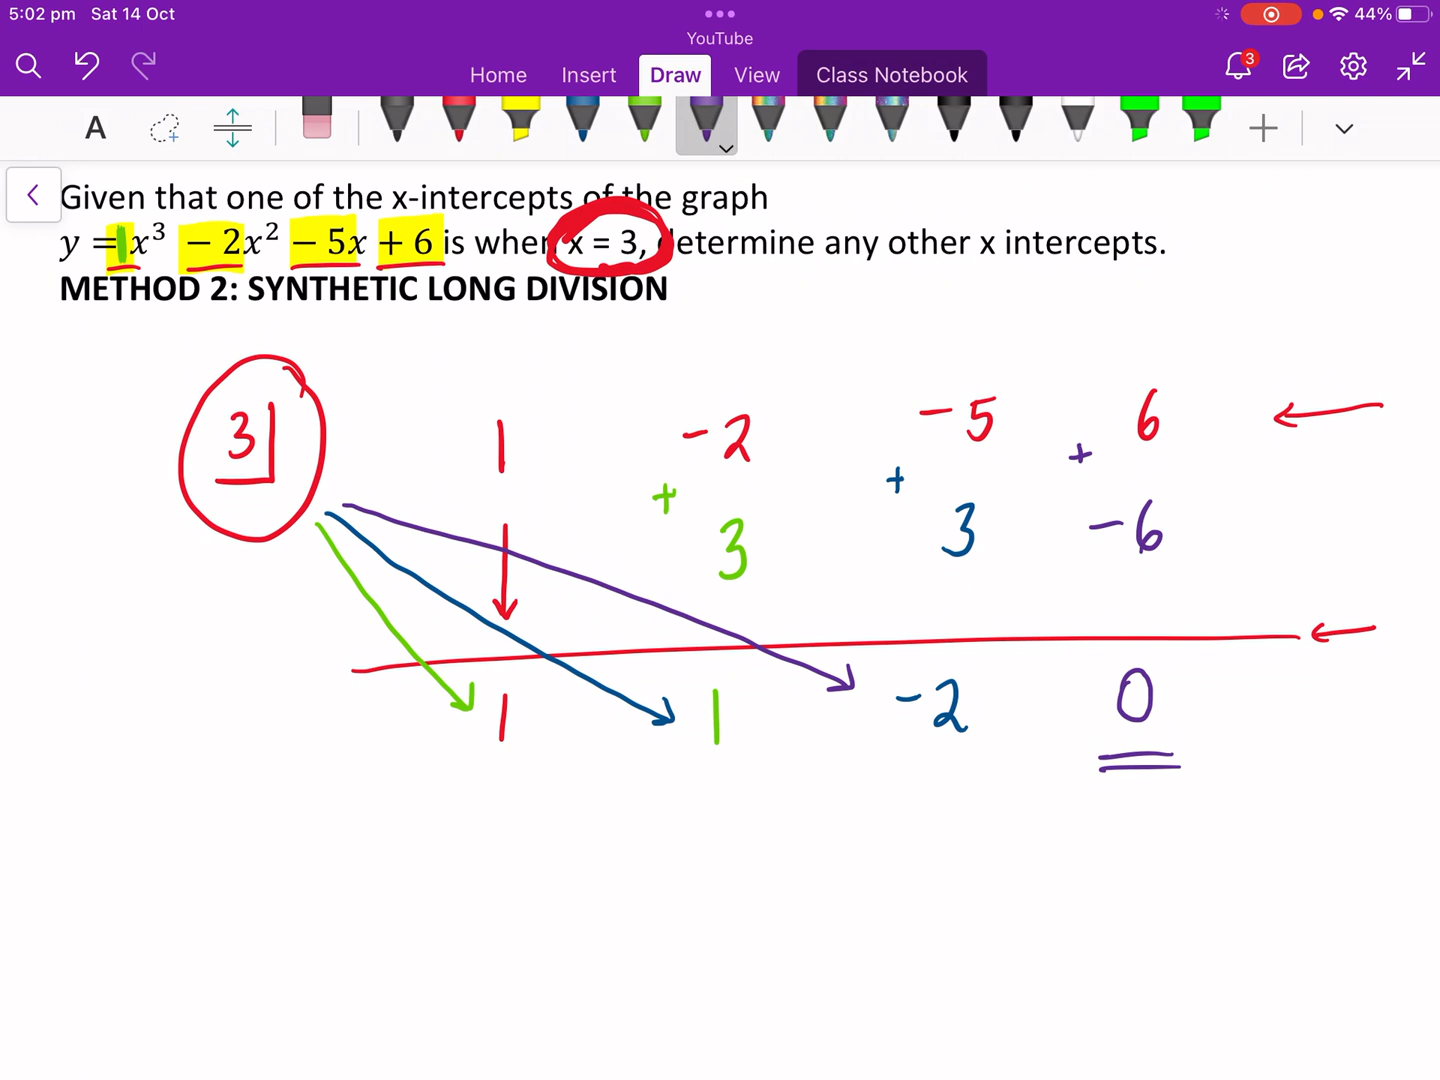 5:02 pm Sat 14 Oct
44%
YouTube
Home Insert Draw View Class Notebook
3
A
Given that one of the x-intercepts of the graph
y = 1x³ − 2x² − 5x + 6 is when x = 3, determine any other x intercepts.
METHOD 2: SYNTHETIC LONG DIVISION
3 1 -2 -5 6
+ 3 + 3 + -6
1 1 -2 0